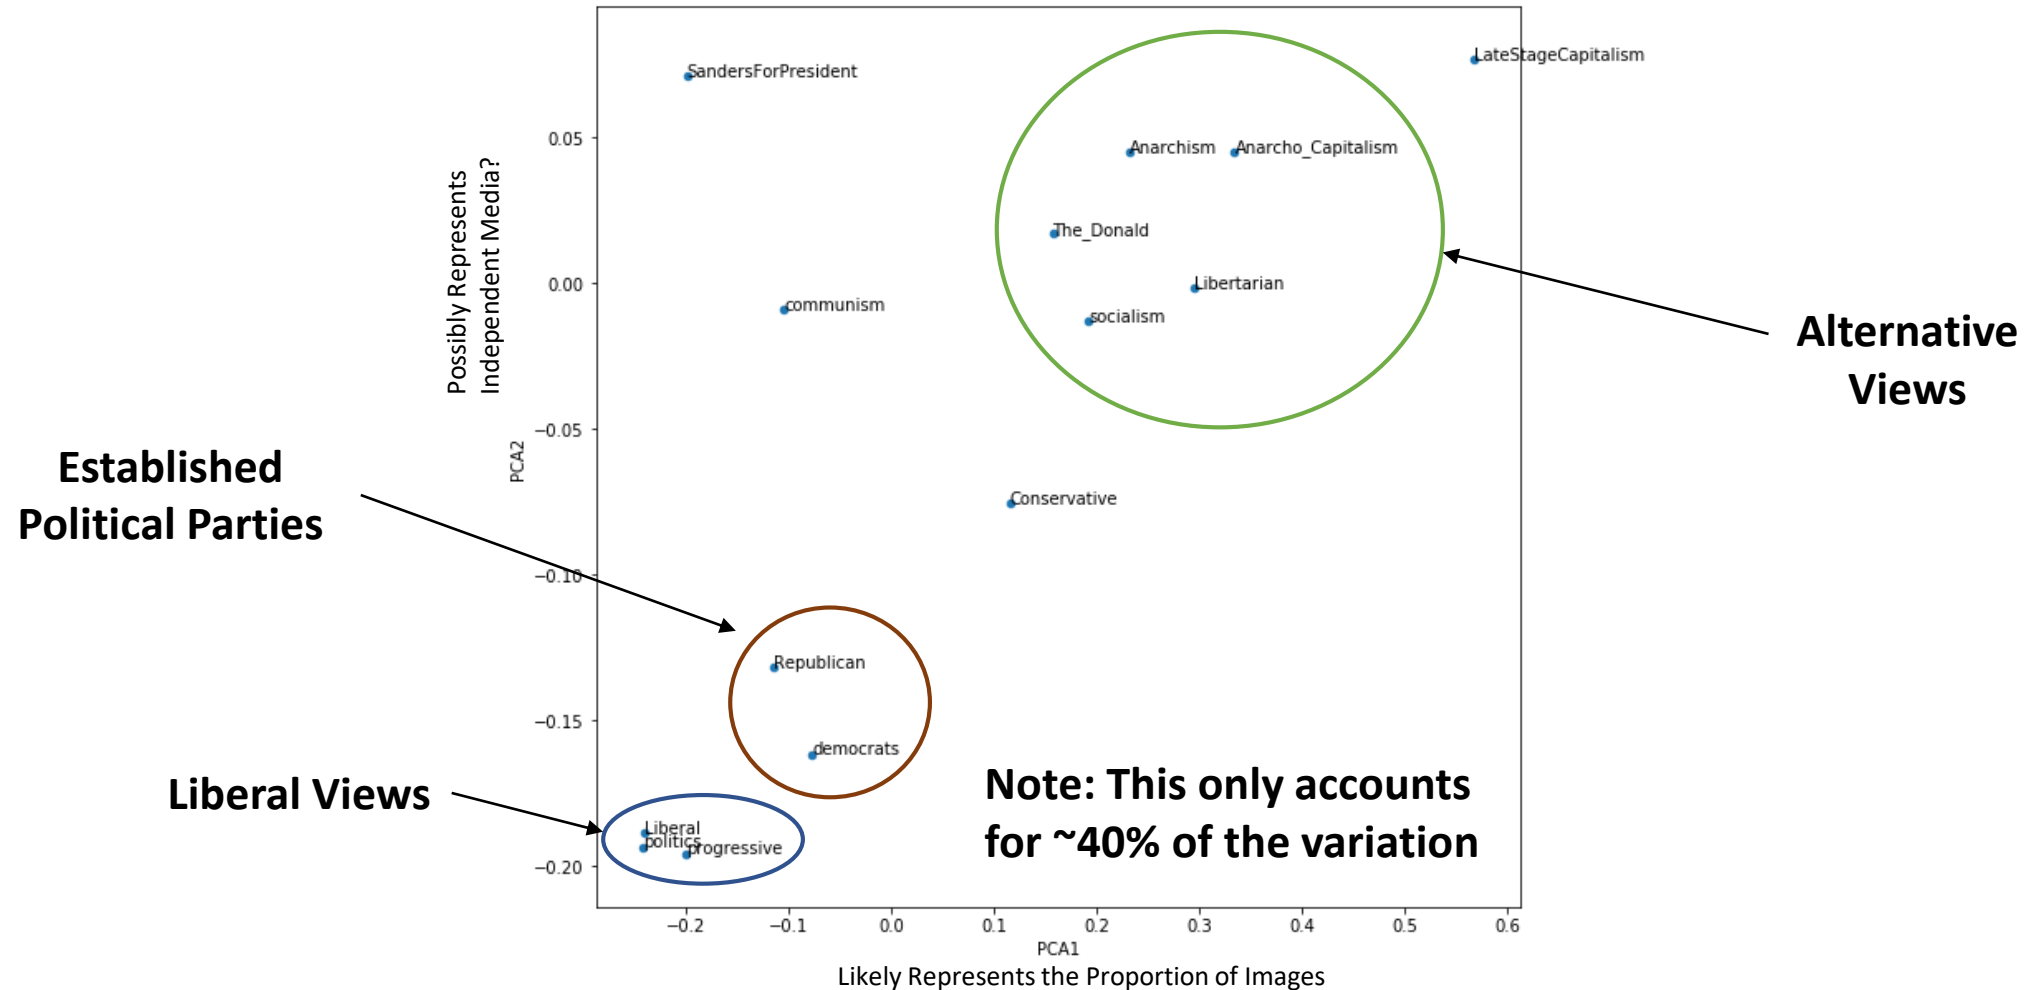 SandersForPresident
LateStageCapitalism
Anarchism
Anarcho_Capitalism
The_Donald
Libertarian
communism
socialism
Conservative
Republican
democrats
Liberal
politics
progressive
Possibly Represents
Independent Media?
PCA2
0.05
0.00
−0.05
−0.10
−0.15
−0.20
Alternative
Views
Established
Political Parties
Liberal Views
Note: This only accounts
for ~40% of the variation
−0.2
−0.1
0.0
0.1
0.2
0.3
0.4
0.5
0.6
PCA1
Likely Represents the Proportion of Images